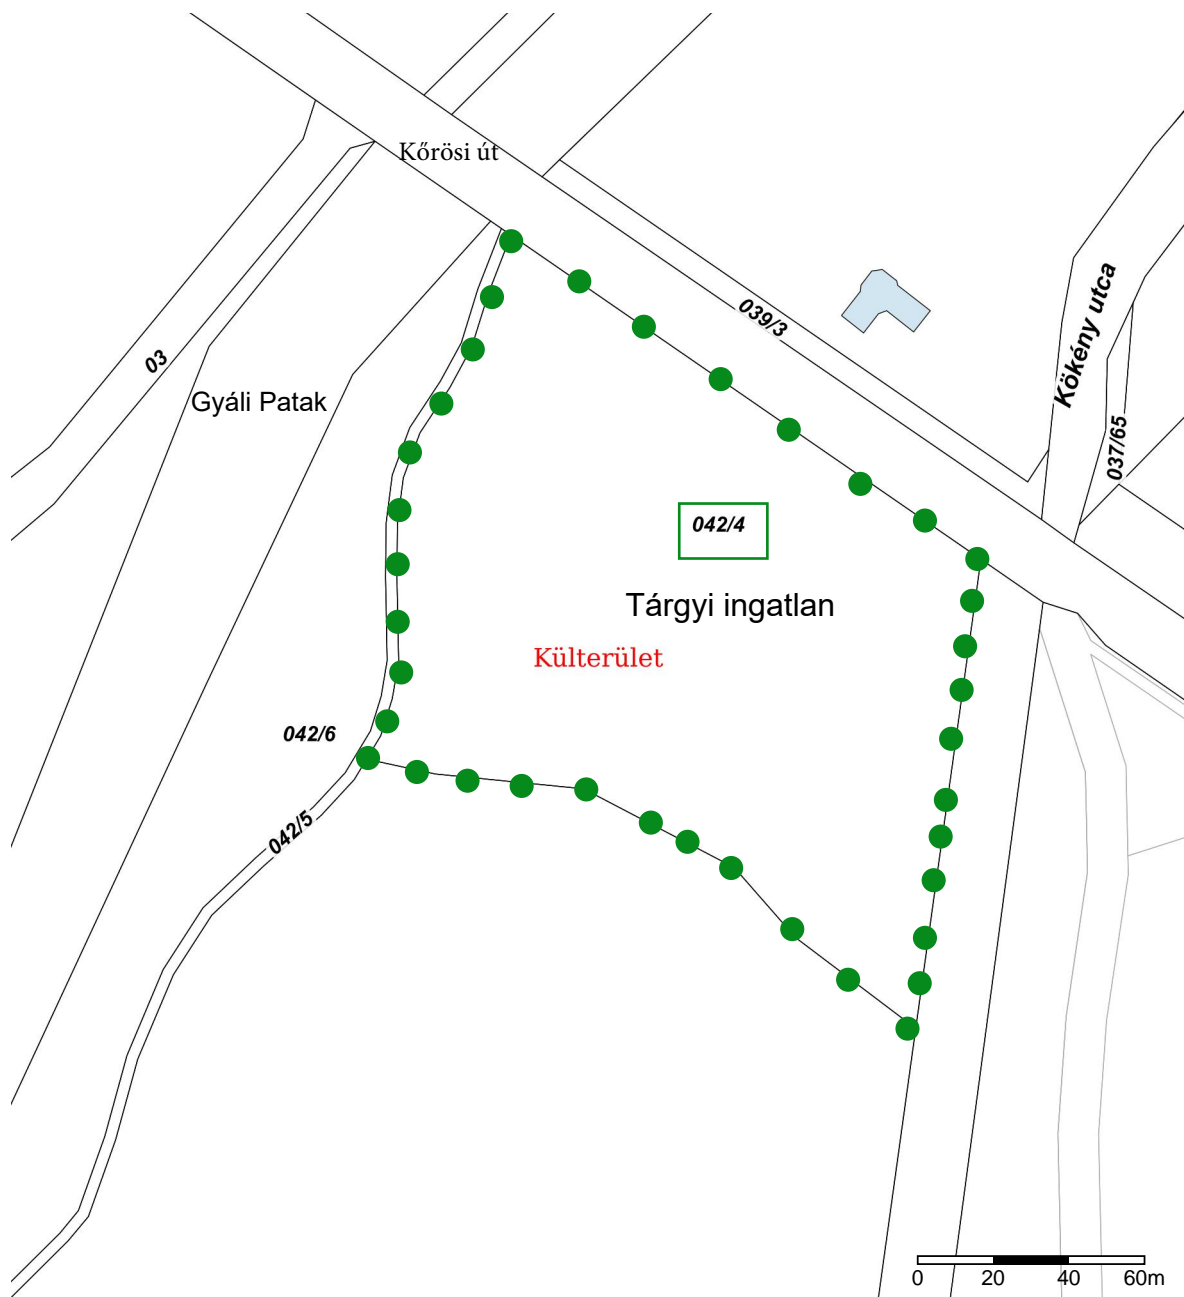 Kőrösi út
039/3
Kökény utca
03
Gyáli Patak
037/65
042/4
Tárgyi ingatlan
Külterület
042/6
042/5
0 20 40 60m